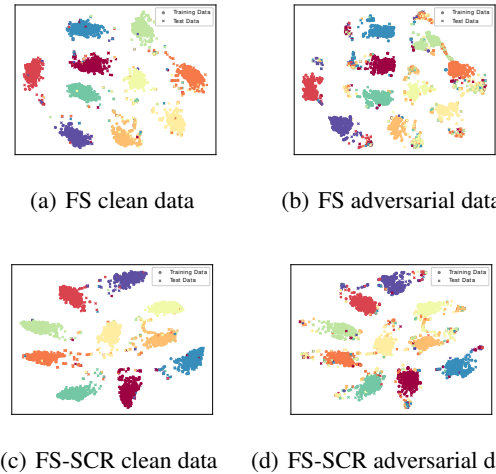 Training Data
Test Data
Training Data
Test Data
(a) FS clean data
(b) FS adversarial data
Training Data
Test Data
Training Data
Test Data
(c) FS-SCR clean data
(d) FS-SCR adversarial d